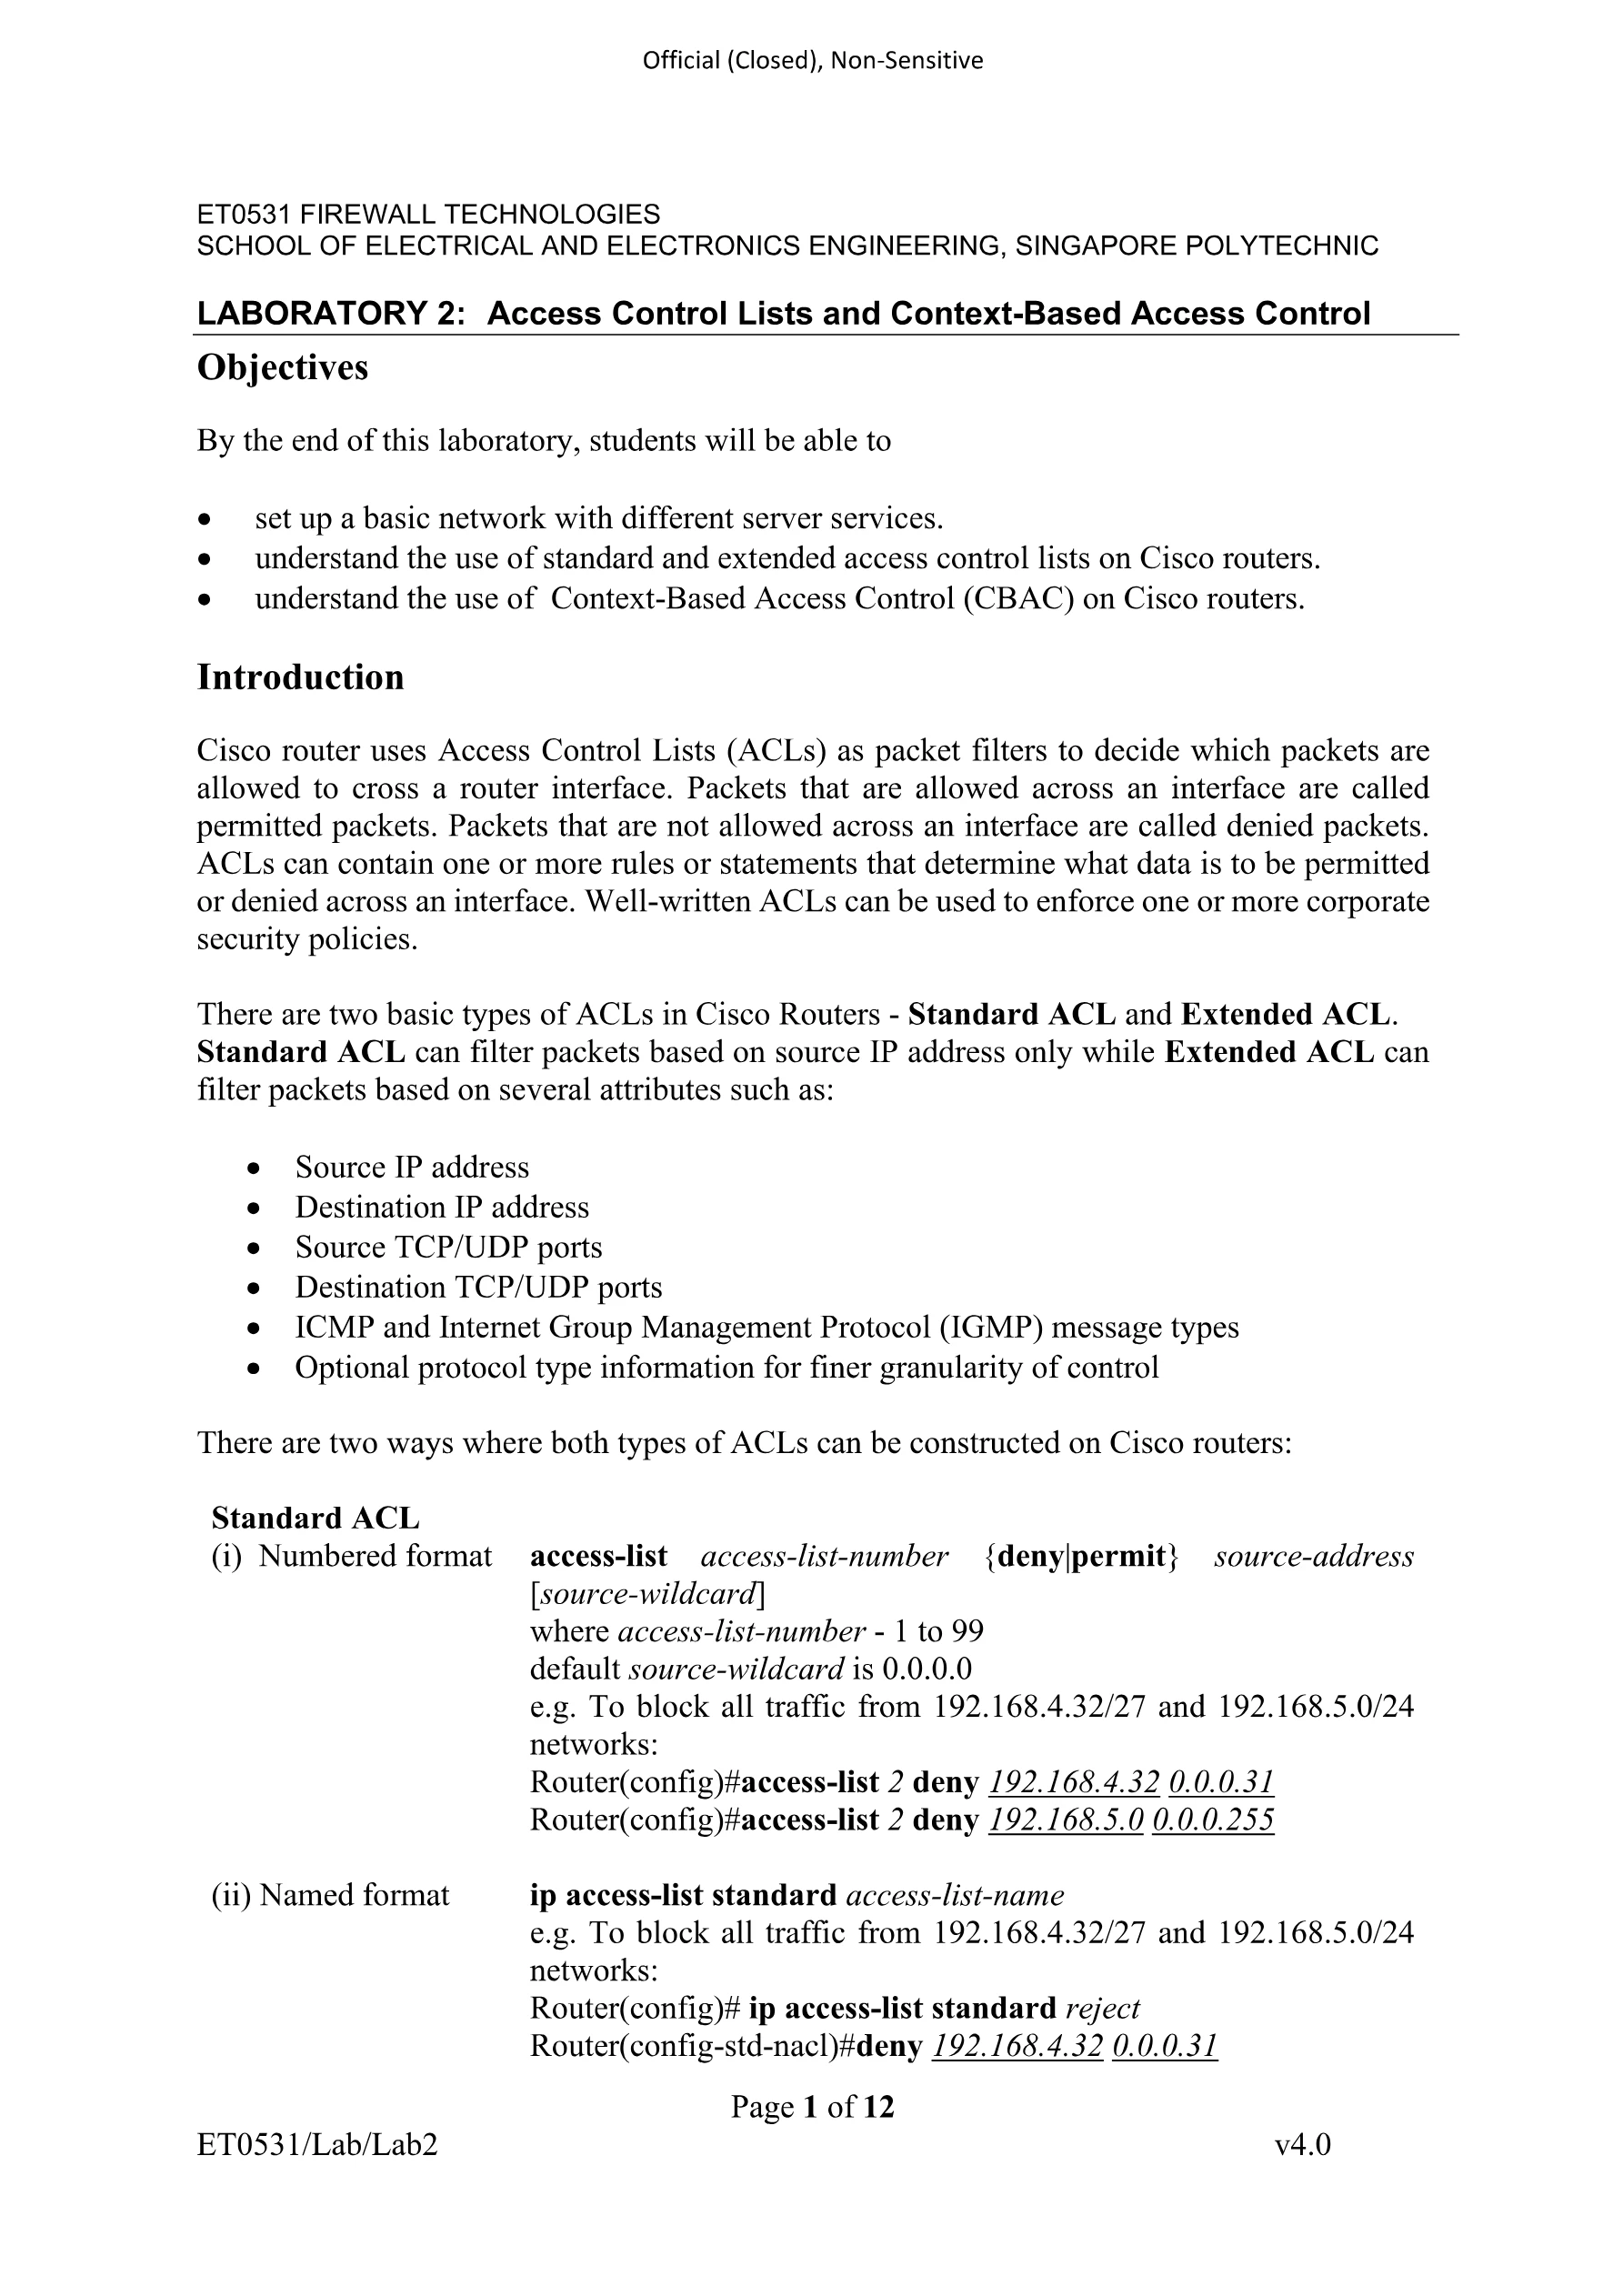 Official (Closed), Non-Sensitive
ET0531 FIREWALL TECHNOLOGIES
SCHOOL OF ELECTRICAL AND ELECTRONICS ENGINEERING, SINGAPORE POLYTECHNIC
LABORATORY 2: Access Control Lists and Context-Based Access Control
Objectives
By the end of this laboratory, students will be able to
• set up a basic network with different server services.
• understand the use of standard and extended access control lists on Cisco routers.
• understand the use of Context-Based Access Control (CBAC) on Cisco routers.
Introduction
Cisco router uses Access Control Lists (ACLs) as packet filters to decide which packets are
allowed to cross a router interface. Packets that are allowed across an interface are called
permitted packets. Packets that are not allowed across an interface are called denied packets.
ACLs can contain one or more rules or statements that determine what data is to be permitted
or denied across an interface. Well-written ACLs can be used to enforce one or more corporate
security policies.
There are two basic types of ACLs in Cisco Routers - Standard ACL and Extended ACL.
Standard ACL can filter packets based on source IP address only while Extended ACL can
filter packets based on several attributes such as:
• Source IP address
• Destination IP address
• Source TCP/UDP ports
• Destination TCP/UDP ports
• ICMP and Internet Group Management Protocol (IGMP) message types
• Optional protocol type information for finer granularity of control
There are two ways where both types of ACLs can be constructed on Cisco routers:
Standard ACL
(i) Numbered format access-list access-list-number {deny|permit} source-address
[source-wildcard]
where access-list-number - 1 to 99
default source-wildcard is 0.0.0.0
e.g. To block all traffic from 192.168.4.32/27 and 192.168.5.0/24
networks:
Router(config)#access-list 2 deny 192.168.4.32 0.0.0.31
Router(config)#access-list 2 deny 192.168.5.0 0.0.0.255
(ii) Named format ip access-list standard access-list-name
e.g. To block all traffic from 192.168.4.32/27 and 192.168.5.0/24
networks:
Router(config)# ip access-list standard reject
Router(config-std-nacl)#deny 192.168.4.32 0.0.0.31
Page 1 of 12
ET0531/Lab/Lab2 v4.0